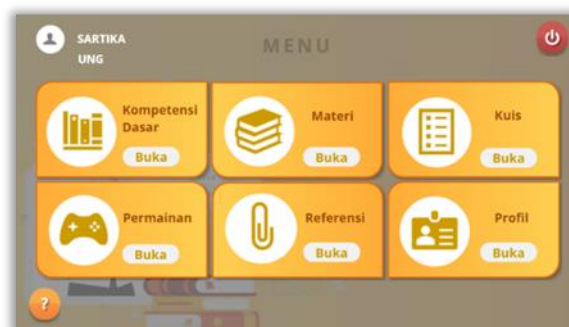 SARTIKA
UNG
MENU
Kompetensi
Dasar
Buka
Materi
Buka
Kuis
Buka
Permainan
Buka
Referensi
Buka
Profil
Buka
?